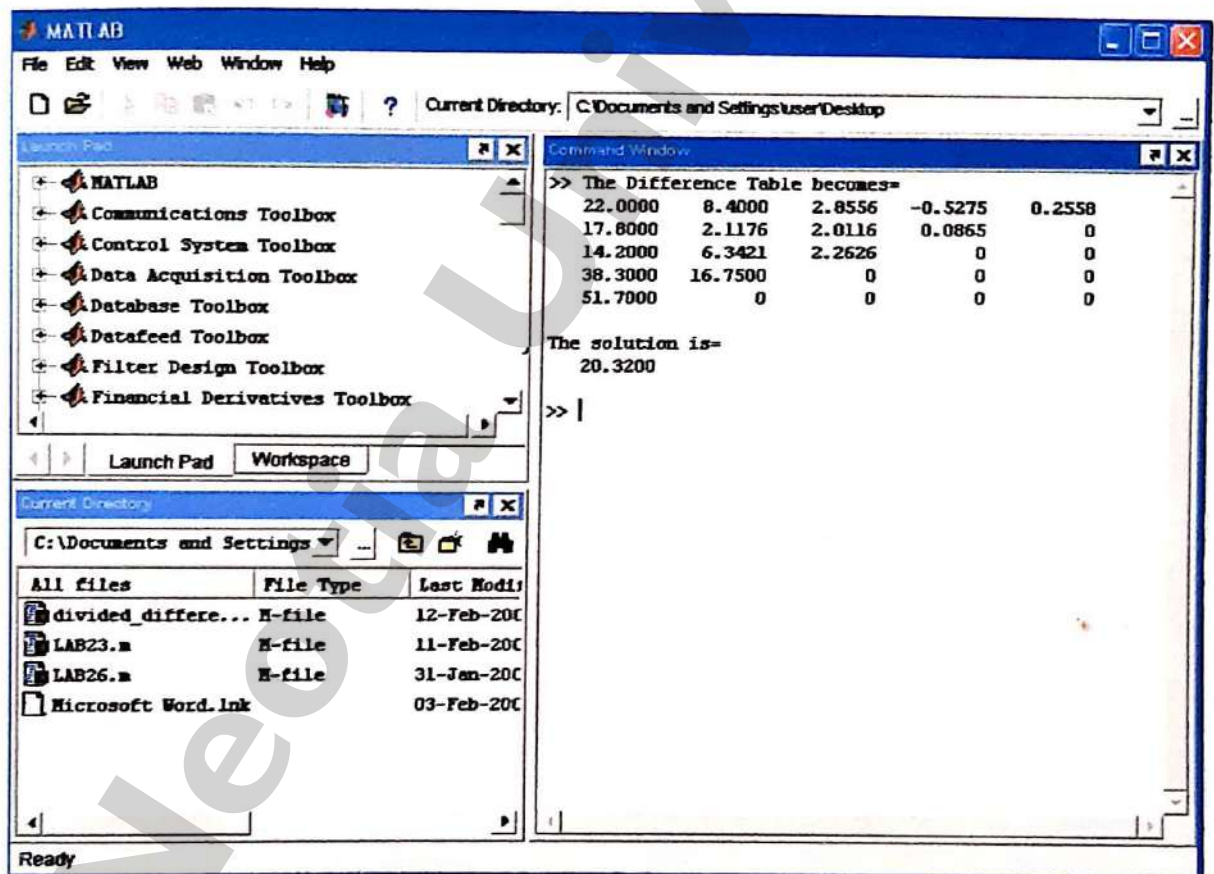 MATLAB
File Edit View Web Window Help
? Current Directory: C:\Documents and Settings\user\Desktop
Launch Pad
MATLAB
Communications Toolbox
Control System Toolbox
Data Acquisition Toolbox
Database Toolbox
Datafeed Toolbox
Filter Design Toolbox
Financial Derivatives Toolbox
Launch Pad Workspace
Current Directory
C:\Documents and Settings ...
All files File Type Last Modif
divided_differe... M-file 12-Feb-200
LAB23.m M-file 11-Feb-200
LAB26.m M-file 31-Jan-200
Microsoft Word.lnk 03-Feb-200
Ready
Command Window
>> The Difference Table becomes=
22.0000 8.4000 2.8556 -0.5275 0.2558
17.8000 2.1176 2.0116 0.0865 0
14.2000 6.3421 2.2626 0 0
38.3000 16.7500 0 0 0
51.7000 0 0 0 0
The solution is=
20.3200
>>
Neotia Univ